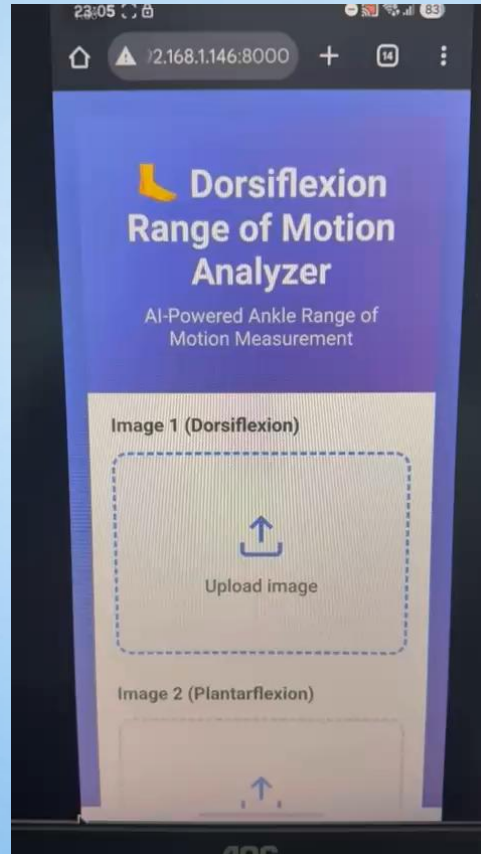 23:05
83
2.168.1.146:8000
14
Dorsiflexion
Range of Motion
Analyzer
AI-Powered Ankle Range of
Motion Measurement
Image 1 (Dorsiflexion)
Upload image
Image 2 (Plantarflexion)
AOC